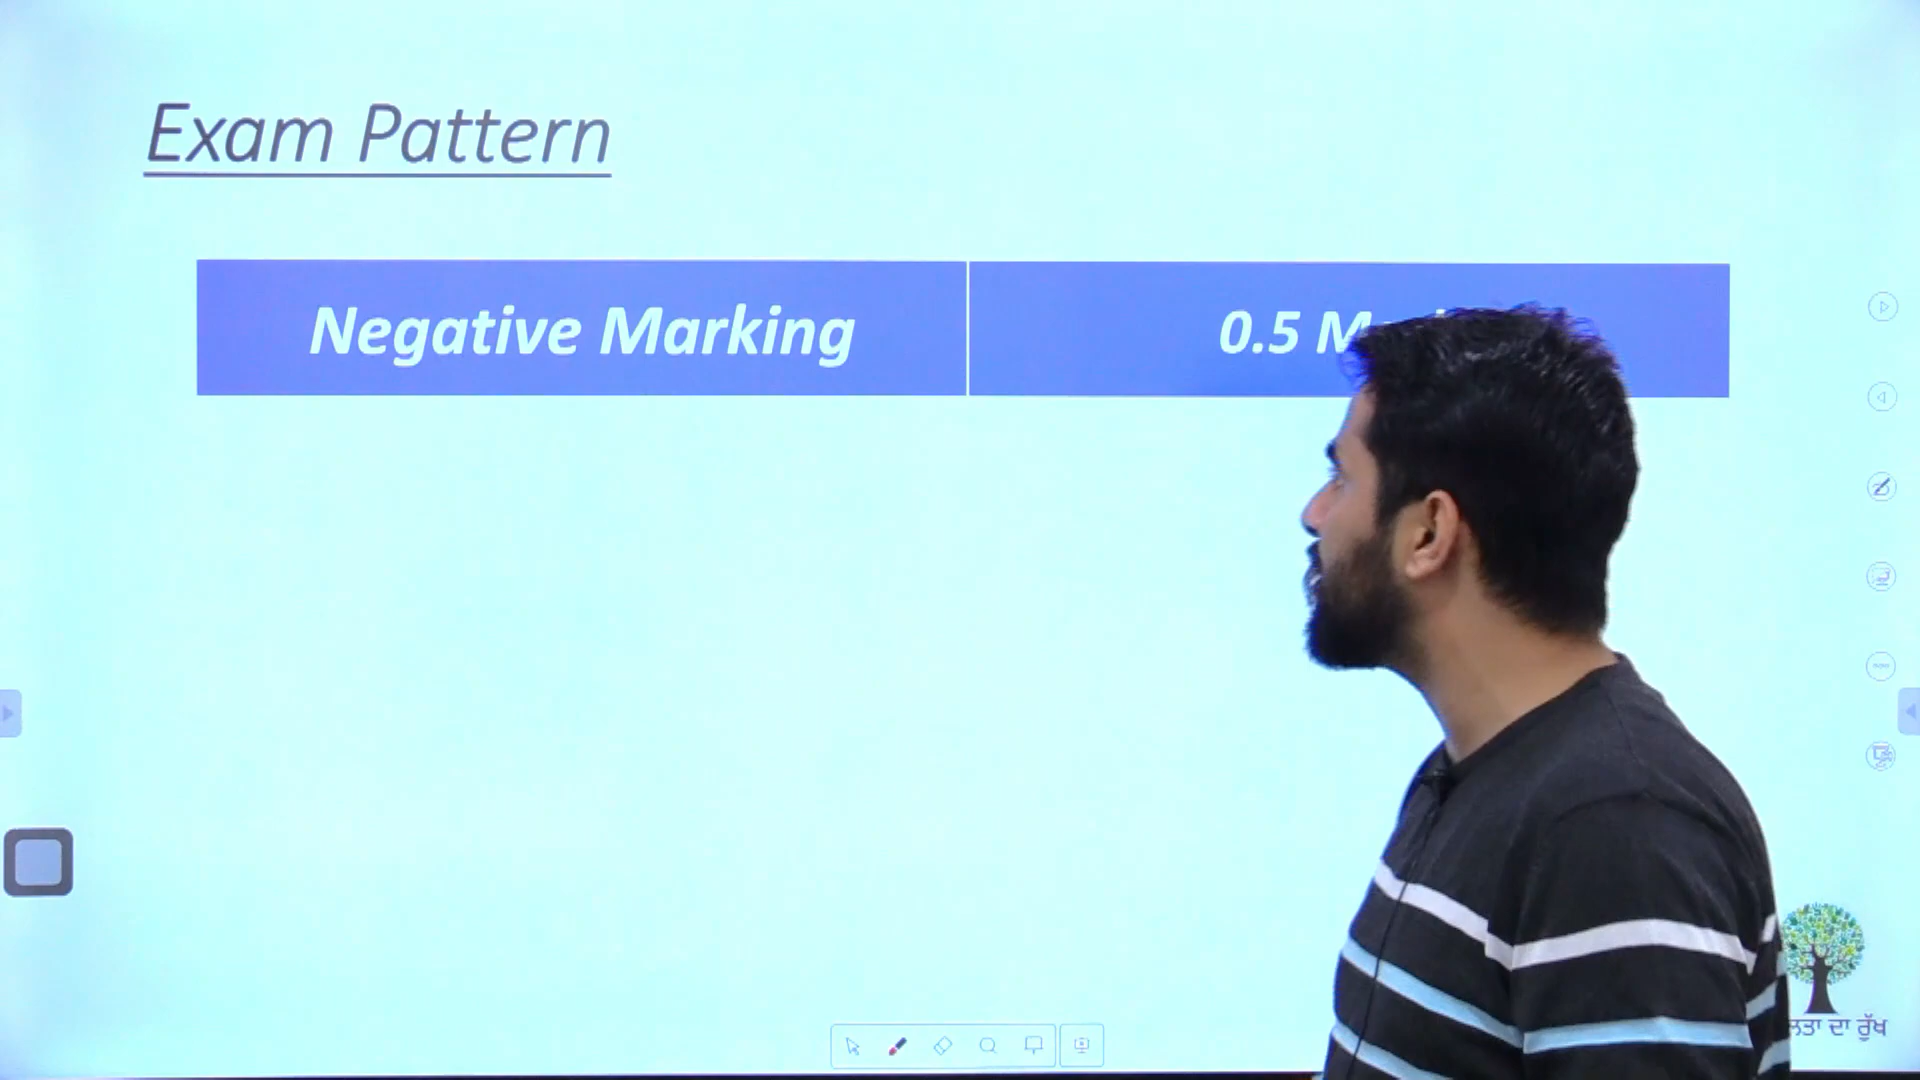 Exam Pattern
Negative Marking
0.5
ਦਾ ਰੁੱਖ